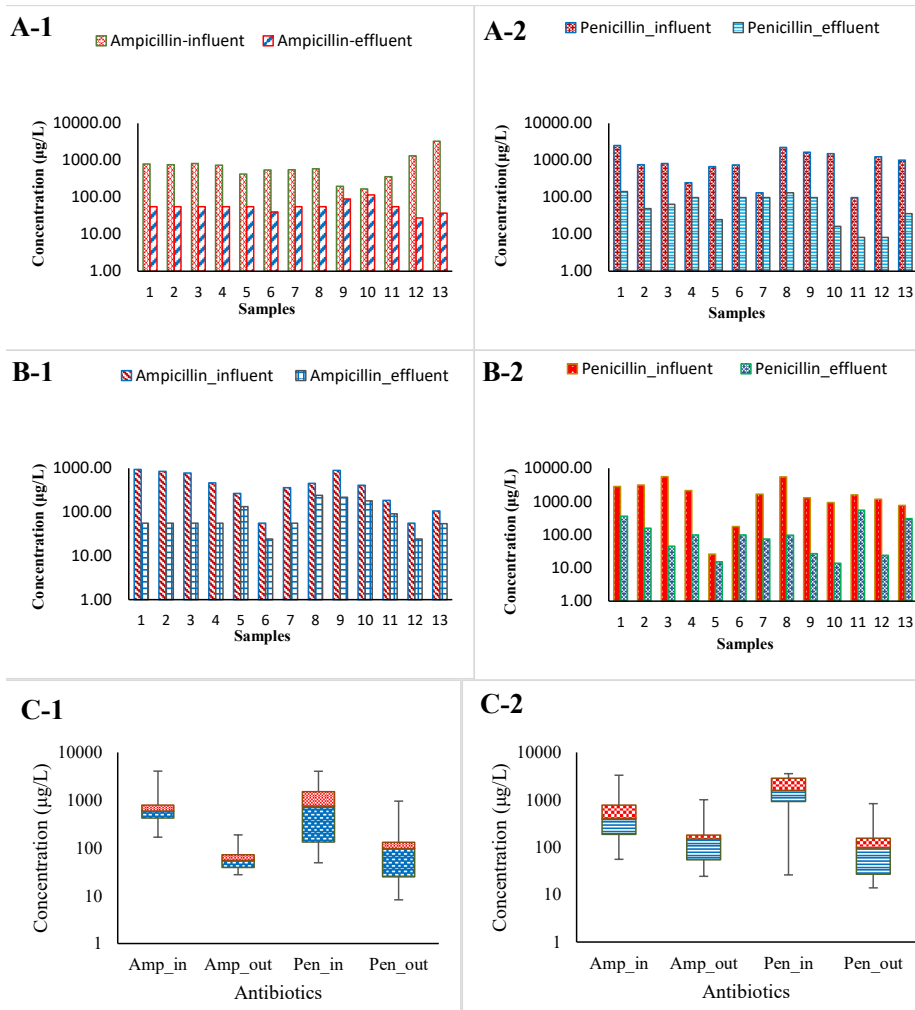 A-1
Ampicillin-influent Ampicillin-effluent
Concentration (µg/L)
10000.00
1000.00
100.00
10.00
1.00
1 2 3 4 5 6 7 8 9 10 11 12 13
Samples
A-2
Penicillin_influent Penicillin_effluent
Concentration(µg/L)
10000.00
1000.00
100.00
10.00
1.00
1 2 3 4 5 6 7 8 9 10 11 12 13
Samples
B-1
Ampicillin_influent Ampicillin_effluent
Concentration (µg/L)
1000.00
100.00
10.00
1.00
1 2 3 4 5 6 7 8 9 10 11 12 13
Samples
B-2
Penicillin_influent Penicillin_effluent
Concentration (µg/L)
10000.00
1000.00
100.00
10.00
1.00
1 2 3 4 5 6 7 8 9 10 11 12 13
Samples
C-1
Concentration (µg/L)
10000
1000
100
10
1
Amp_in Amp_out Pen_in Pen_out
Antibiotics
C-2
Concentration (µg/L)
10000
1000
100
10
1
Amp_in Amp_out Pen_in Pen_out
Antibiotics